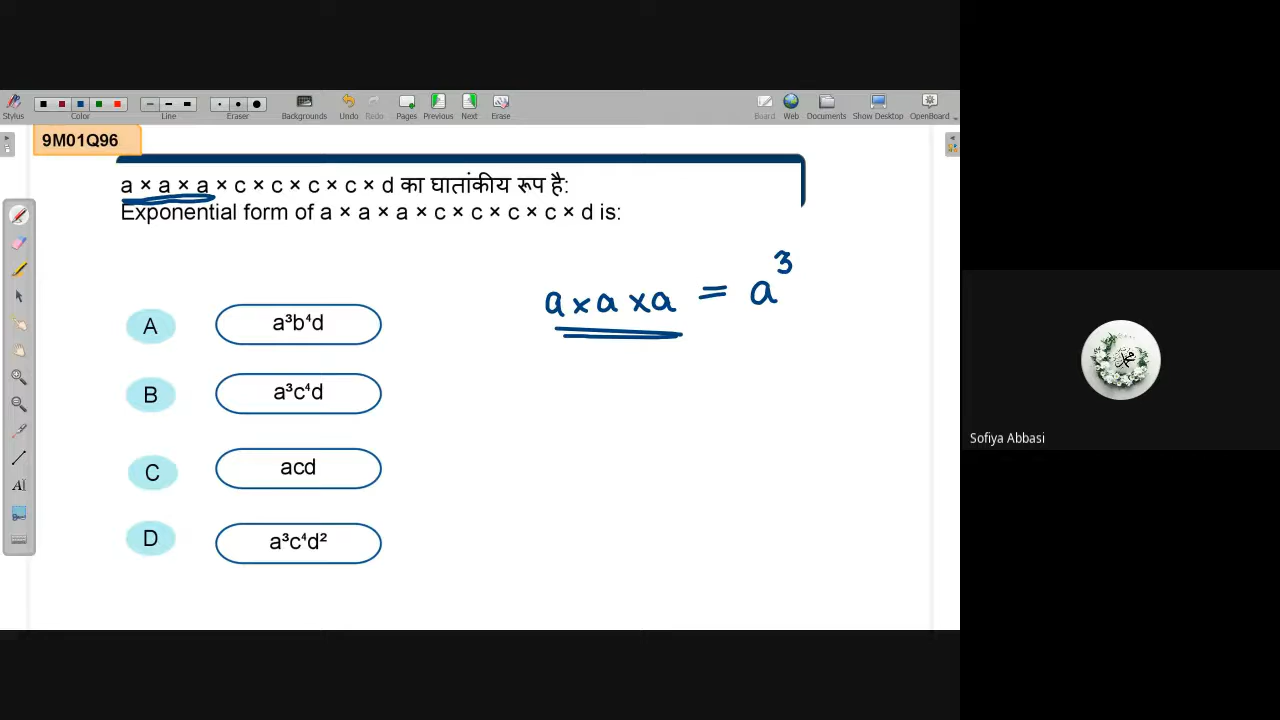 Stylus
Color
Line
Eraser
Backgrounds
Undo
Redo
Pages
Previous
Next
Erase
Board
Web
Documents
Show Desktop
OpenBoard
9M01Q96
a × a × a × c × c × c × c × d का घातांकीय रूप है:
Exponential form of a × a × a × c × c × c × c × d is:
a × a × a = a³
A a³b⁴d
B a³c⁴d
C acd
D a³c⁴d²
Sofiya Abbasi